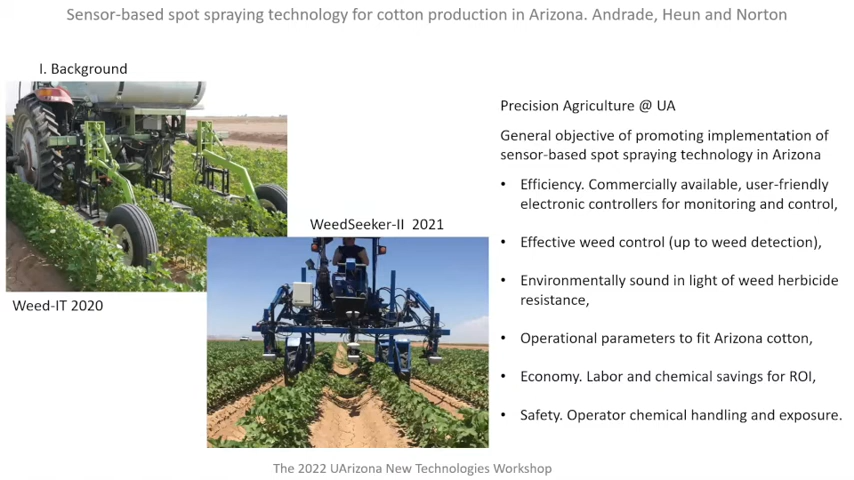 Sensor-based spot spraying technology for cotton production in Arizona. Andrade, Heun and Norton
I. Background
Weed-IT 2020
WeedSeeker-II  2021
Precision Agriculture @ UA
General objective of promoting implementation of
sensor-based spot spraying technology in Arizona
• Efficiency. Commercially available, user-friendly
electronic controllers for monitoring and control,
• Effective weed control (up to weed detection),
• Environmentally sound in light of weed herbicide
resistance,
• Operational parameters to fit Arizona cotton,
• Economy. Labor and chemical savings for ROI,
• Safety. Operator chemical handling and exposure.
The 2022 UArizona New Technologies Workshop